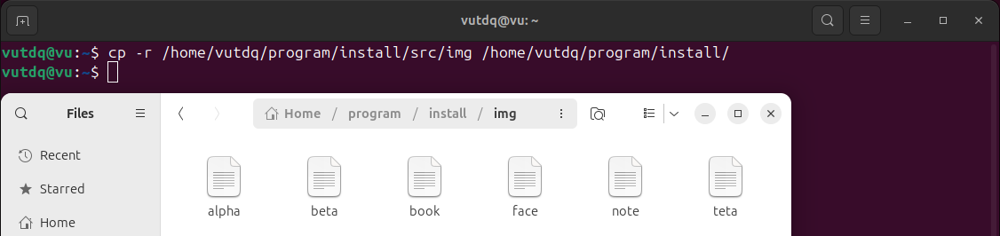 vutdq@vu: ~
vutdq@vu:~$ cp -r /home/vutdq/program/install/src/img /home/vutdq/program/install/
vutdq@vu:~$
Files
Home / program / install / img
Recent
Starred
Home
alpha beta book face note teta